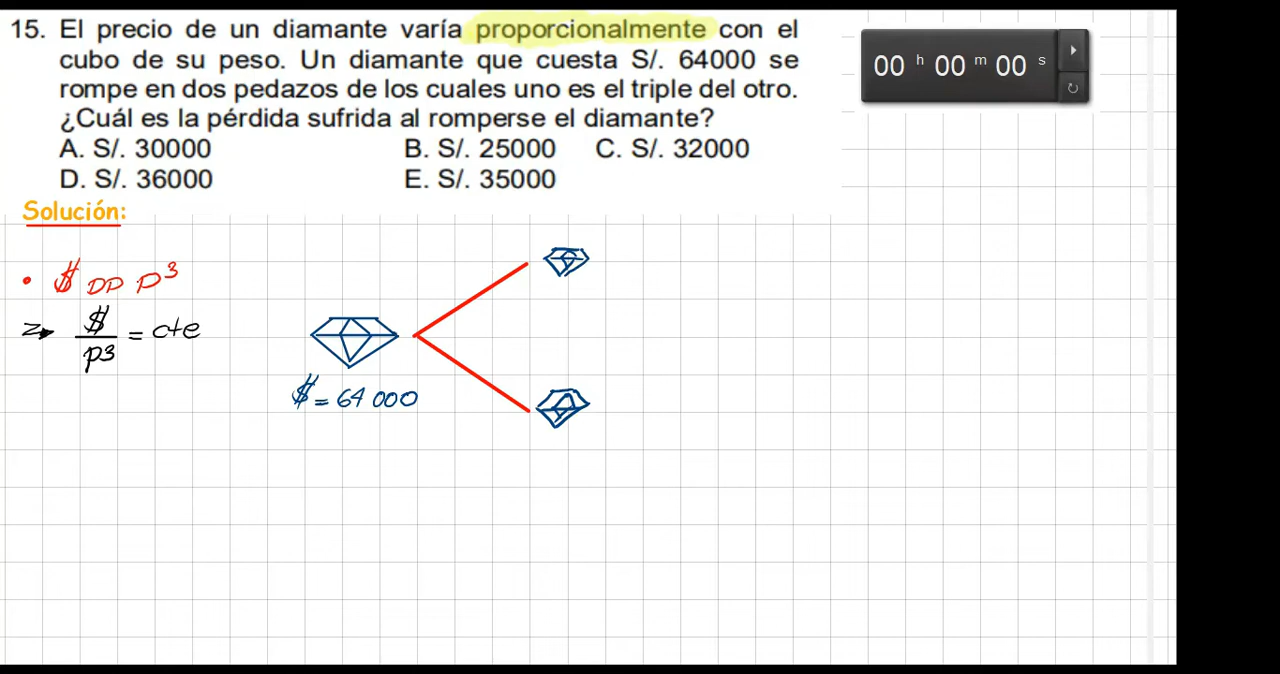 15. El precio de un diamante varía proporcionalmente con el
cubo de su peso. Un diamante que cuesta S/. 64000 se
rompe en dos pedazos de los cuales uno es el triple del otro.
¿Cuál es la pérdida sufrida al romperse el diamante?
A. S/. 30000 B. S/. 25000 C. S/. 32000
D. S/. 36000 E. S/. 35000
00 h 00 m 00 s
Solución:
• $ DP P³
$/p³ = cte
$ = 64 000